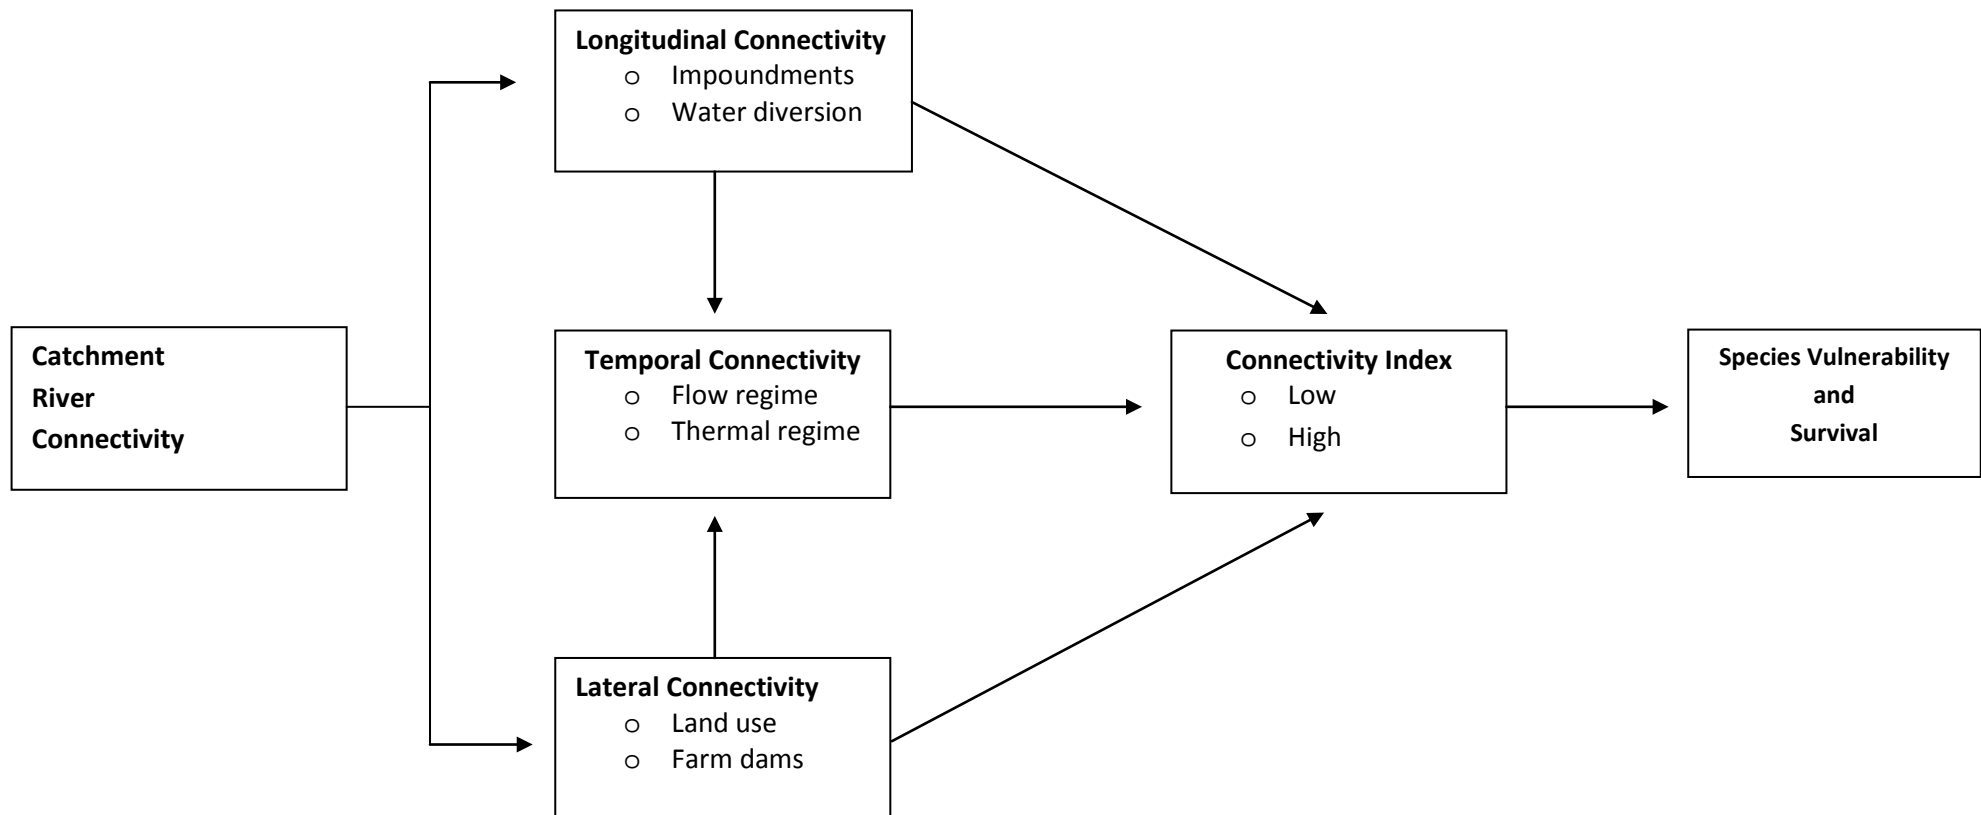 Longitudinal Connectivity
o Impoundments
o Water diversion
Catchment
River
Connectivity
Temporal Connectivity
o Flow regime
o Thermal regime
Connectivity Index
o Low
o High
Species Vulnerability
and
Survival
Lateral Connectivity
o Land use
o Farm dams